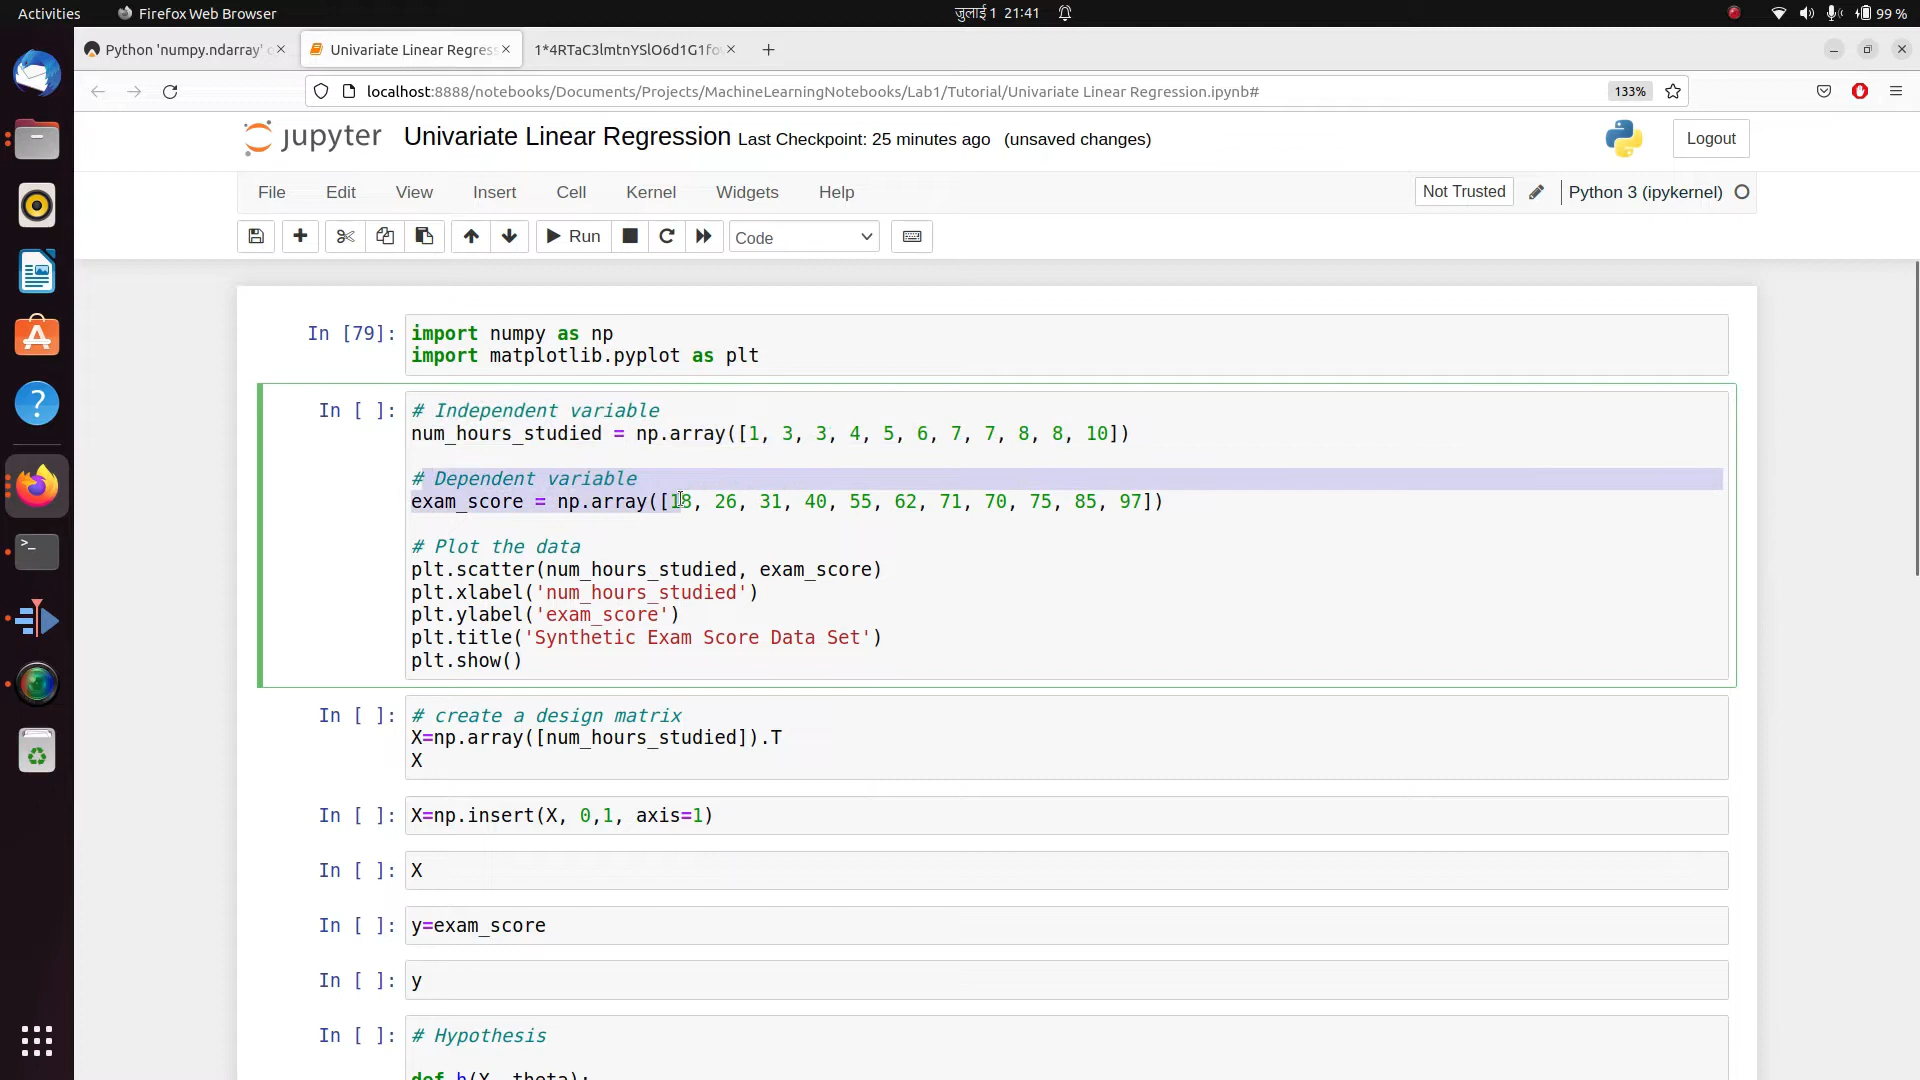 Activities
Firefox Web Browser
जुलाई 1 21:41
99 %
Python 'numpy.ndarray'
Univariate Linear Regress
1*4RTaC3lmtnYSlO6d1G1fo
localhost:8888/notebooks/Documents/Projects/MachineLearningNotebooks/Lab1/Tutorial/Univariate Linear Regression.ipynb#
133%
jupyter
Univariate Linear Regression Last Checkpoint: 25 minutes ago (unsaved changes)
Logout
File Edit View Insert Cell Kernel Widgets Help
Not Trusted
Python 3 (ipykernel)
Run
Code
In [79]:
import numpy as np
import matplotlib.pyplot as plt
In [ ]:
# Independent variable
num_hours_studied = np.array([1, 3, 3, 4, 5, 6, 7, 7, 8, 8, 10])
# Dependent variable
exam_score = np.array([18, 26, 31, 40, 55, 62, 71, 70, 75, 85, 97])
# Plot the data
plt.scatter(num_hours_studied, exam_score)
plt.xlabel('num_hours_studied')
plt.ylabel('exam_score')
plt.title('Synthetic Exam Score Data Set')
plt.show()
In [ ]:
# create a design matrix
X=np.array([num_hours_studied]).T
X
In [ ]:
X=np.insert(X, 0,1, axis=1)
In [ ]:
X
In [ ]:
y=exam_score
In [ ]:
y
In [ ]:
# Hypothesis
def h(X, theta):